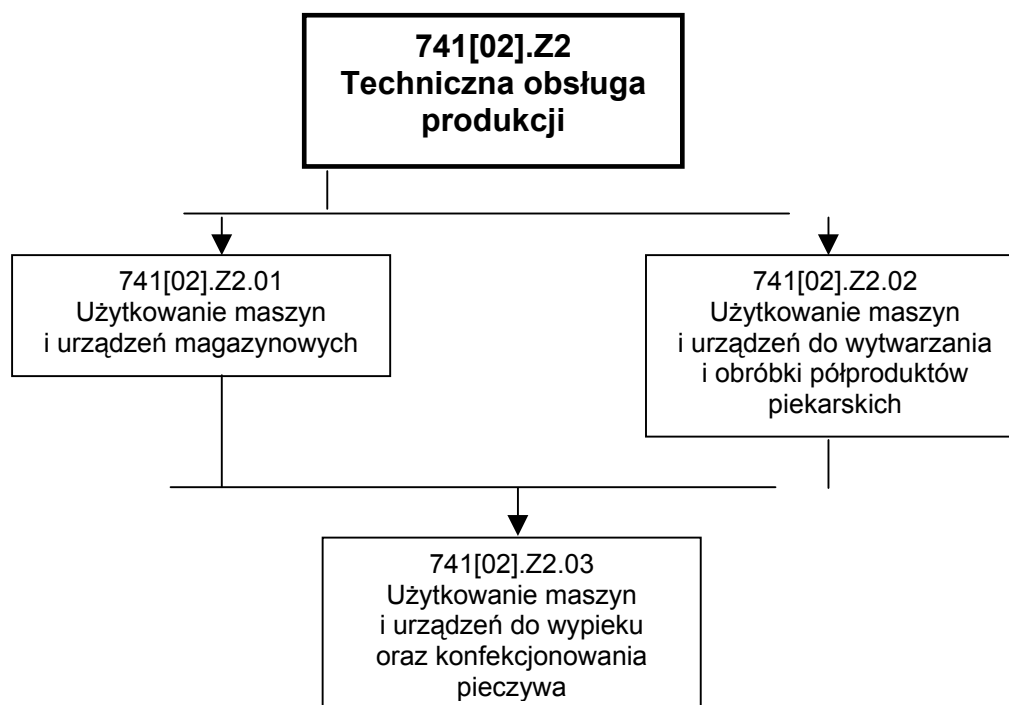 741[02].Z2
Techniczna obsługa
produkcji
741[02].Z2.01
Użytkowanie maszyn
i urządzeń magazynowych
741[02].Z2.02
Użytkowanie maszyn
i urządzeń do wytwarzania
i obróbki półproduktów
piekarskich
741[02].Z2.03
Użytkowanie maszyn
i urządzeń do wypieku
oraz konfekcjonowania
pieczywa